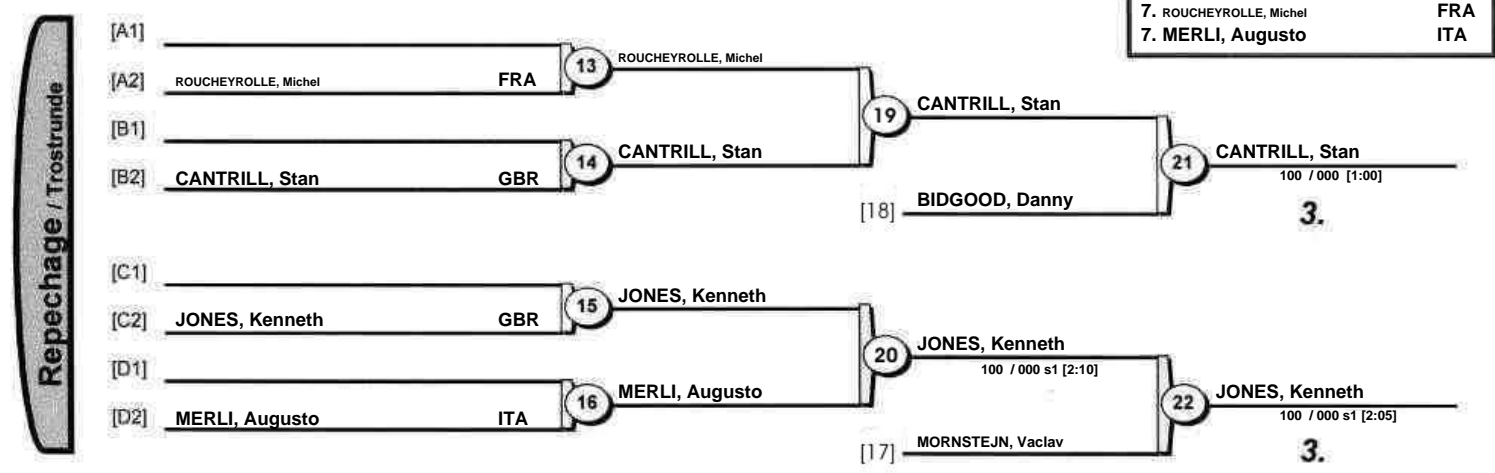 7. ROUCHEYROLLE, Michel FRA
7. MERLI, Augusto ITA
Repechage / Trostrunde
[A1]
[A2] ROUCHEYROLLE, Michel FRA
13 ROUCHEYROLLE, Michel
[B1]
[B2] CANTRILL, Stan GBR
14 CANTRILL, Stan
19 CANTRILL, Stan
[18] BIDGOOD, Danny
21 CANTRILL, Stan
100 / 000 [1:00]
3.
[C1]
[C2] JONES, Kenneth GBR
15 JONES, Kenneth
[D1]
[D2] MERLI, Augusto ITA
16 MERLI, Augusto
20 JONES, Kenneth
100 / 000 s1 [2:10]
[17] MORNSTEJN, Vaclav
22 JONES, Kenneth
100 / 000 s1 [2:05]
3.